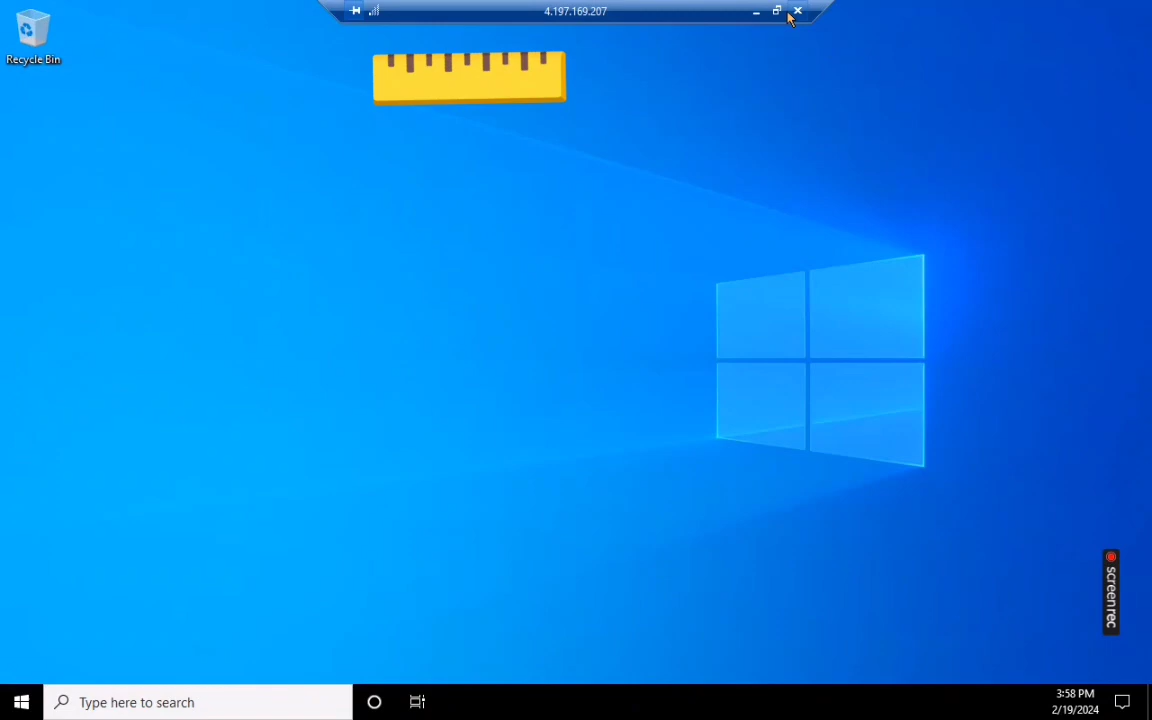 4.197.169.207
Recycle Bin
screenrec
Type here to search
3:58 PM
2/19/2024